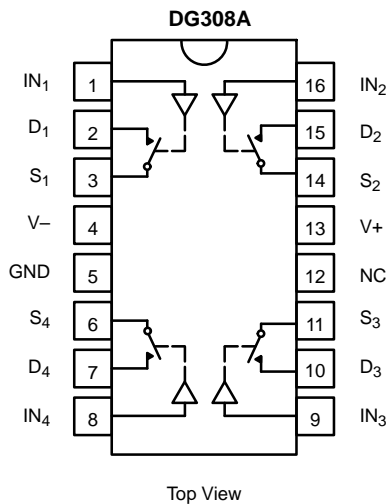 DG308A
IN1 1 16 IN2
D1 2 15 D2
S1 3 14 S2
V– 4 13 V+
GND 5 12 NC
S4 6 11 S3
D4 7 10 D3
IN4 8 9 IN3
Top View